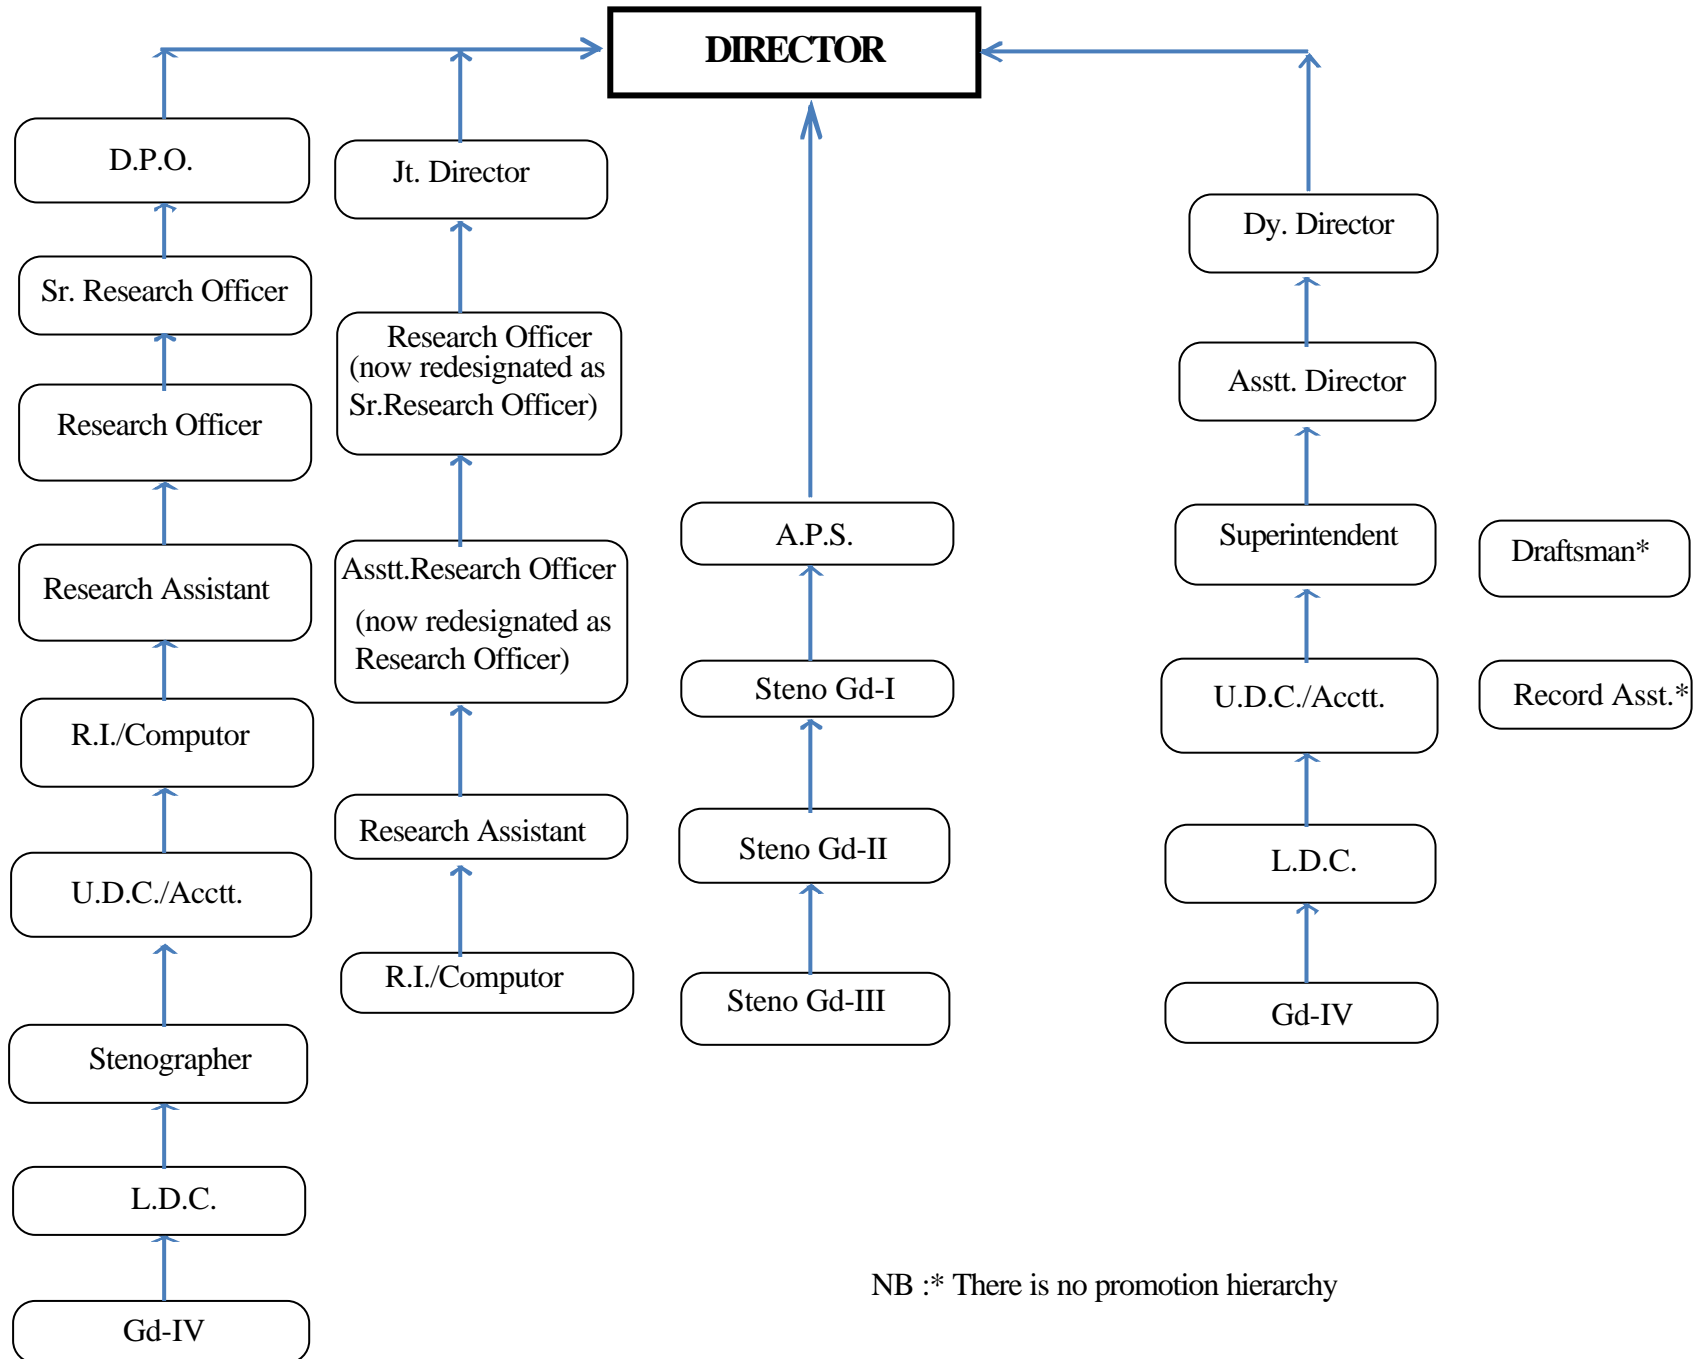 DIRECTOR
D.P.O.
Sr. Research Officer
Research Officer
Research Assistant
R.I./Computor
U.D.C./Acctt.
Stenographer
L.D.C.
Gd-IV
Jt. Director
Research Officer
(now redesignated as
Sr.Research Officer)
Asstt.Research Officer
(now redesignated as
Research Officer)
Research Assistant
R.I./Computor
A.P.S.
Steno Gd-I
Steno Gd-II
Steno Gd-III
Dy. Director
Asstt. Director
Superintendent
U.D.C./Acctt.
L.D.C.
Gd-IV
Draftsman*
Record Asst.*
NB :* There is no promotion hierarchy